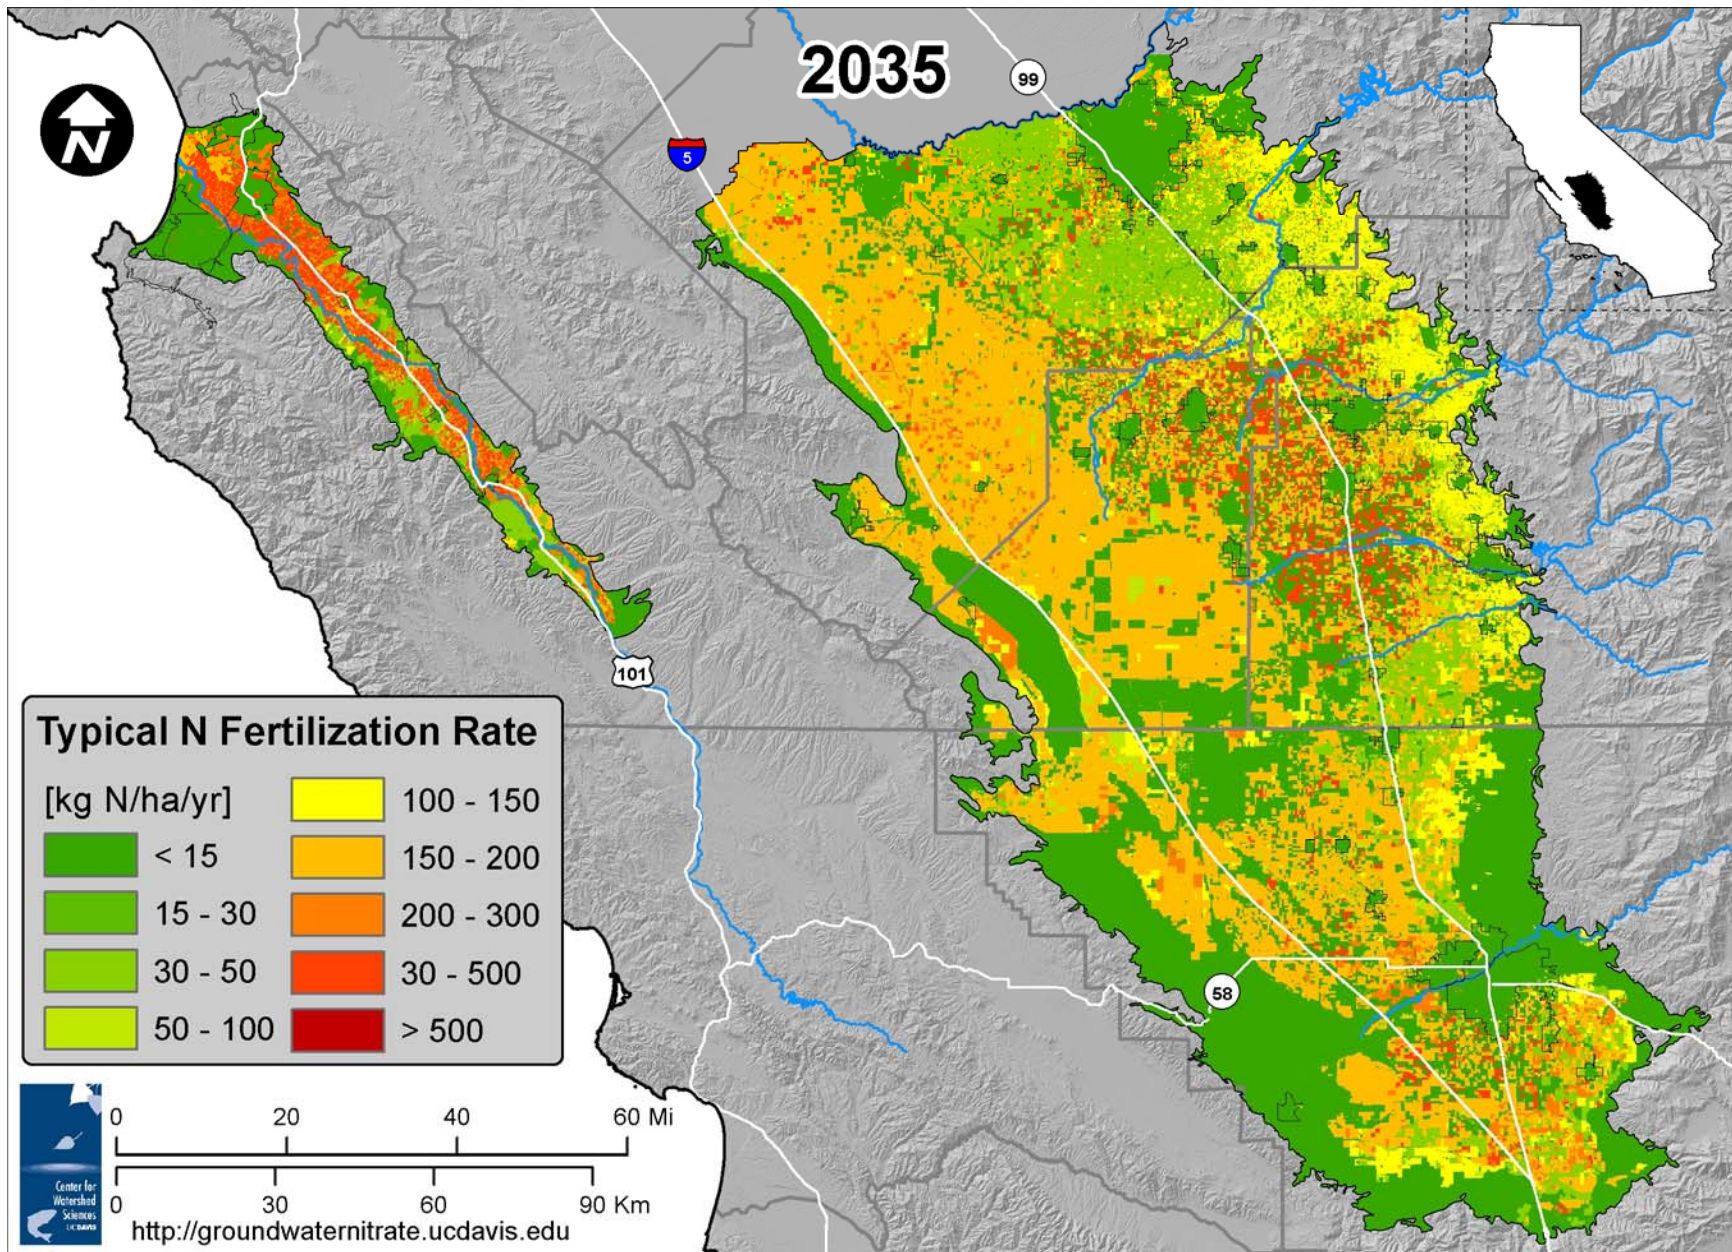 2035
99
N
5
101
Typical N Fertilization Rate
[kg N/ha/yr]
< 15
15 - 30
30 - 50
50 - 100
100 - 150
150 - 200
200 - 300
30 - 500
> 500
58
0 20 40 60 Mi
0 30 60 90 Km
Center for
Watershed
Sciences
UC DAVIS
http://groundwaternitrate.ucdavis.edu